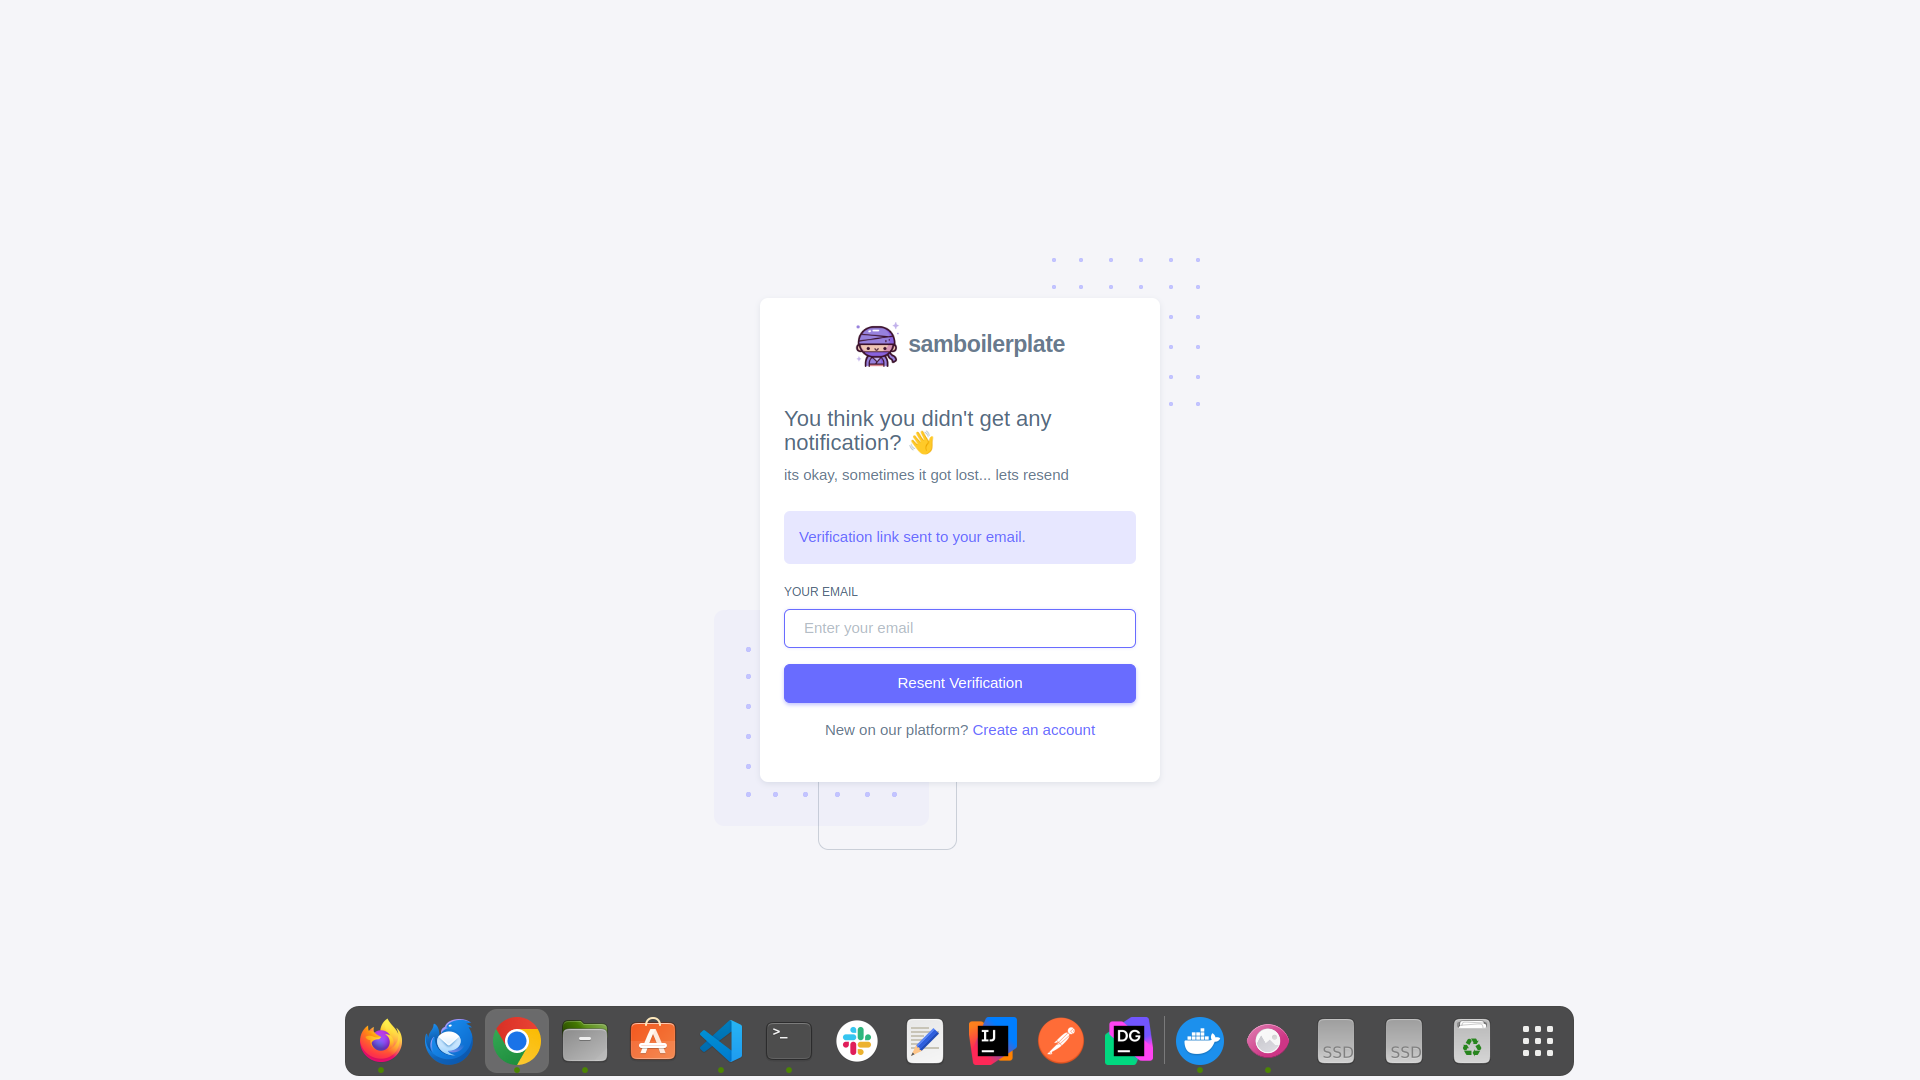 samboilerplate
You think you didn't get any
notification? 👋
its okay, sometimes it got lost... lets resend
Verification link sent to your email.
YOUR EMAIL
Enter your email
Resent Verification
New on our platform? Create an account
>_
IJ
DG
SSD
SSD